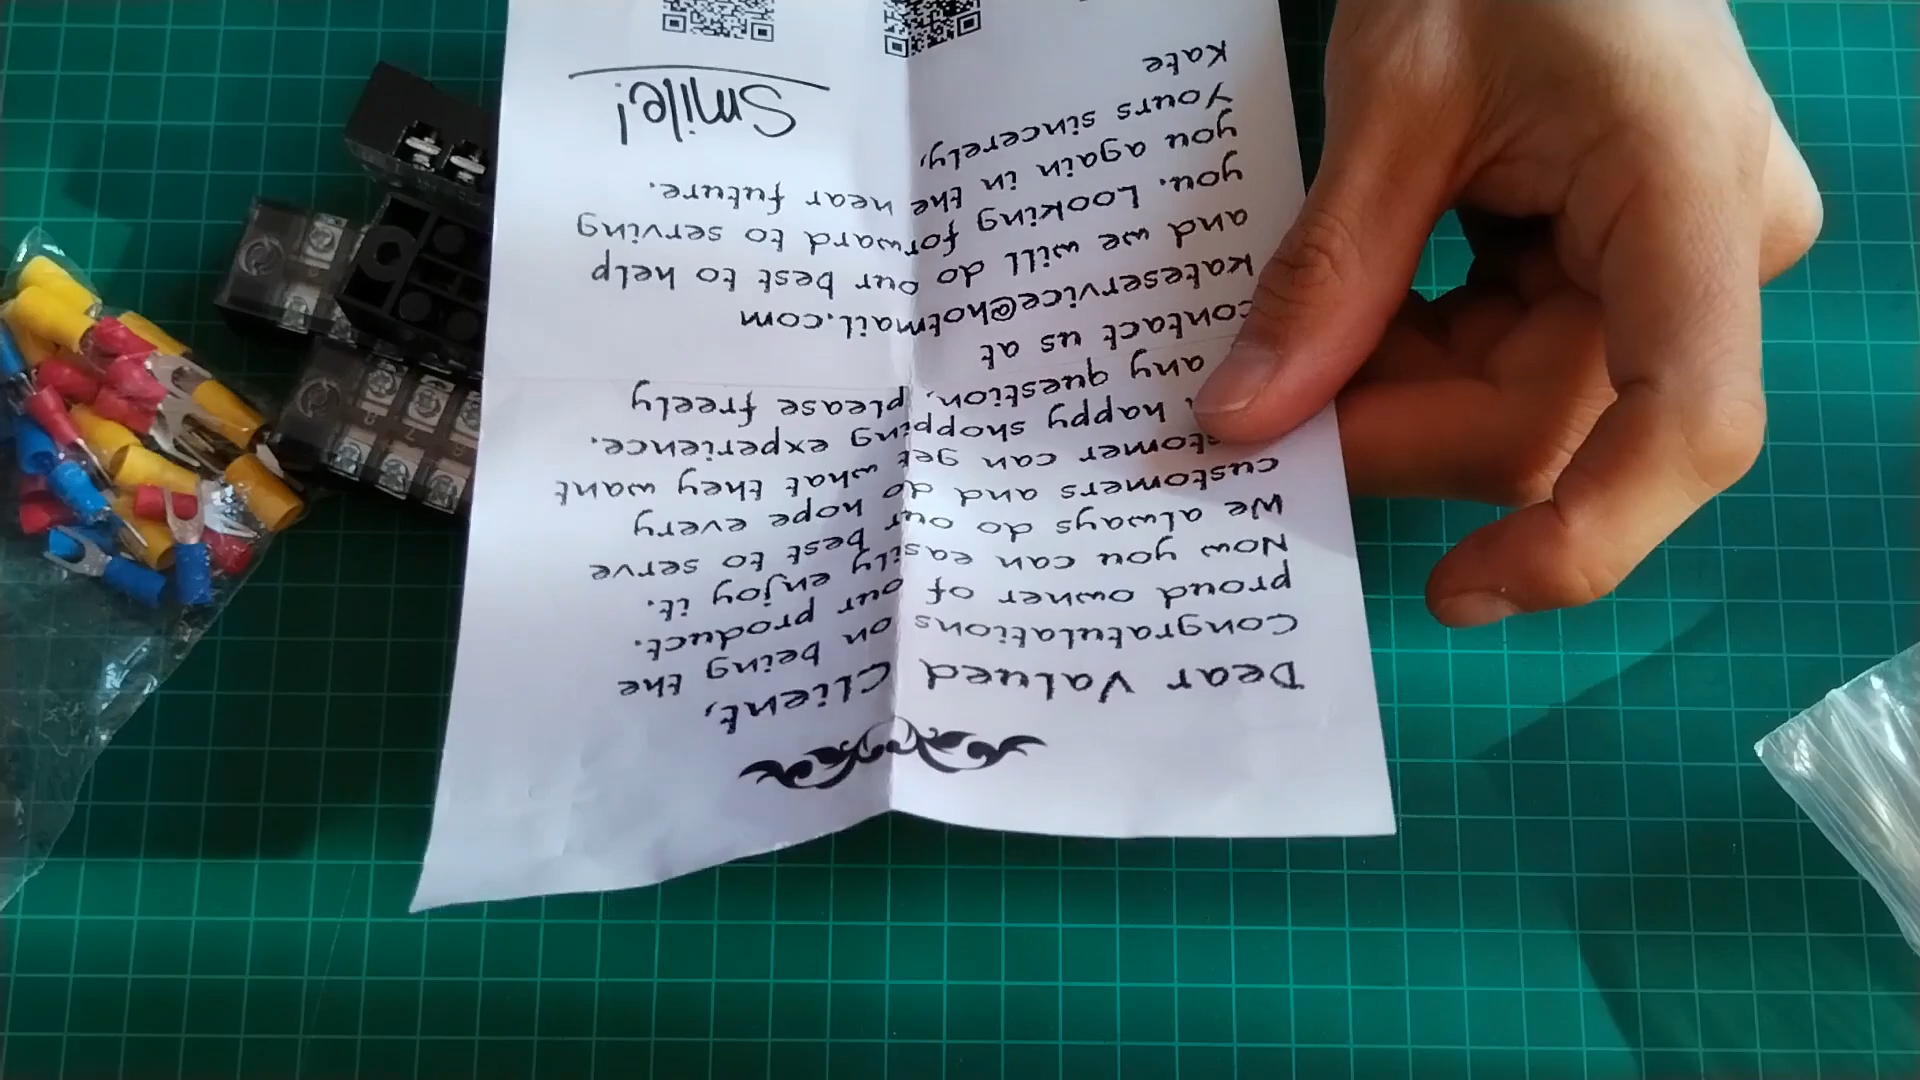 Dear Valued Client,
Congratulations on being the
proud owner of our product.
Now you can easily enjoy it.
We always do our best to serve
customers and do hope every
stomer can get what they want
happy shopping experience.
any question, please freely
contact us at
kateservice@hotmail.com
and we will do our best to help
you. Looking forward to serving
you again in the near future.
Yours sincerely,
Kate
Smile!